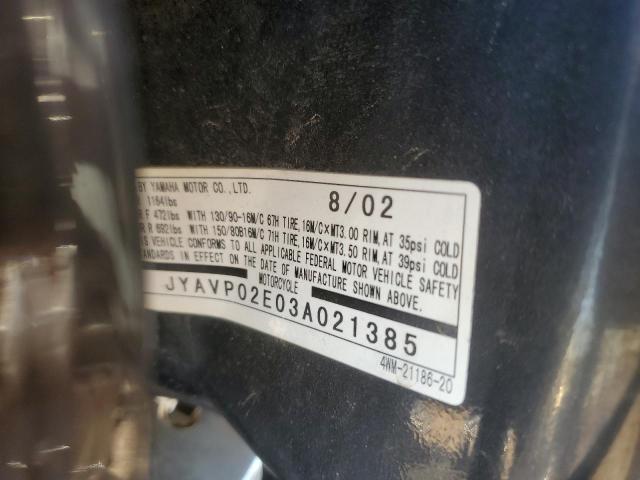 BY YAMAHA MOTOR CO.,LTD.
8/02
1164lbs
F 472lbs WITH 130/90-16M/C 67H TIRE,16M/C×MT3.00 RIM,AT 35psi COLD
R 692lbs WITH 150/80B16M/C 71H TIRE,16M/C×MT3.50 RIM,AT 39psi COLD
IS VEHICLE CONFORMS TO ALL APPLICABLE FEDERAL MOTOR VEHICLE SAFETY
ANDARDS IN EFFECT ON THE DATE OF MANUFACTURE SHOWN ABOVE.
MOTORCYCLE
JYAVP02E03A021385
4WM-21186-20